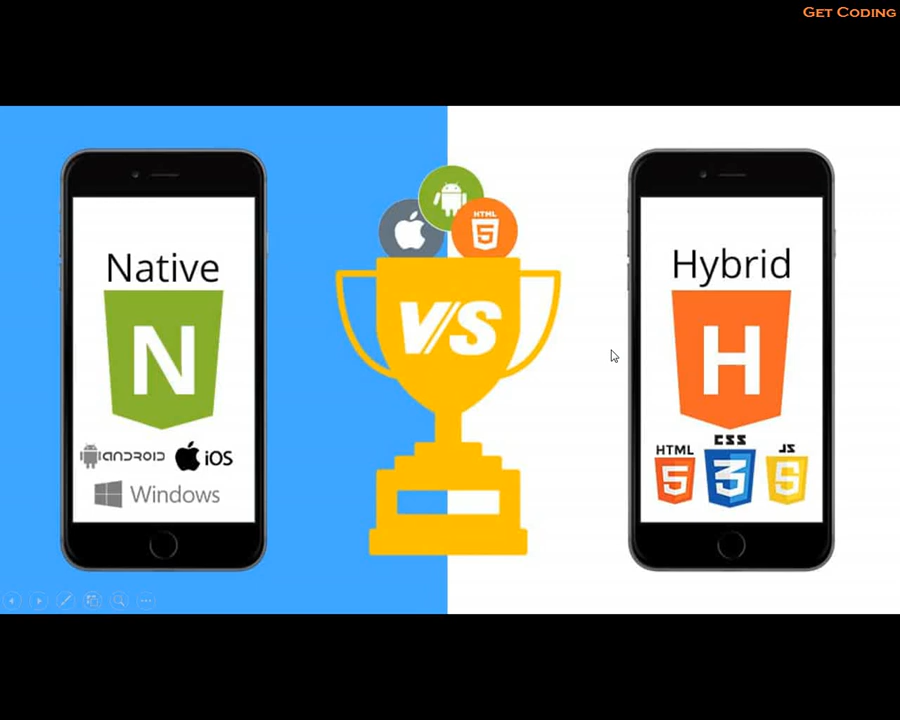 GET CODING
Native
N
ANDROID
iOS
Windows
HTML
5
VS
Hybrid
H
HTML
5
CSS
3
JS
5